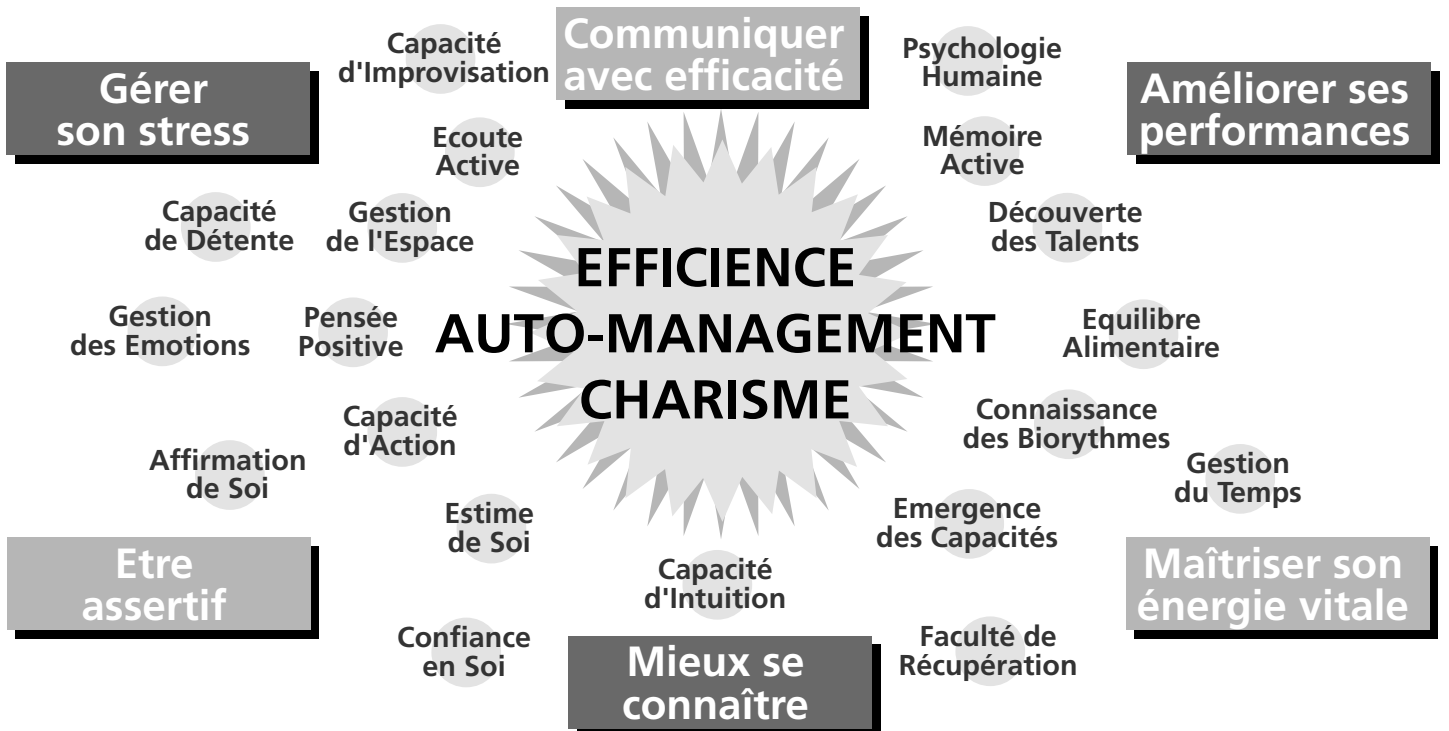 Capacité
d'Improvisation
Communiquer
avec efficacité
Psychologie
Humaine
Gérer
son stress
Améliorer ses
performances
Ecoute
Active
Mémoire
Active
Capacité
de Détente
Gestion
de l'Espace
Découverte
des Talents
EFFICIENCE
AUTO-MANAGEMENT
CHARISME
Gestion
des Emotions
Pensée
Positive
Equilibre
Alimentaire
Capacité
d'Action
Connaissance
des Biorythmes
Affirmation
de Soi
Gestion
du Temps
Estime
de Soi
Emergence
des Capacités
Etre
assertif
Capacité
d'Intuition
Maîtriser son
énergie vitale
Confiance
en Soi
Mieux se
connaître
Faculté de
Récupération